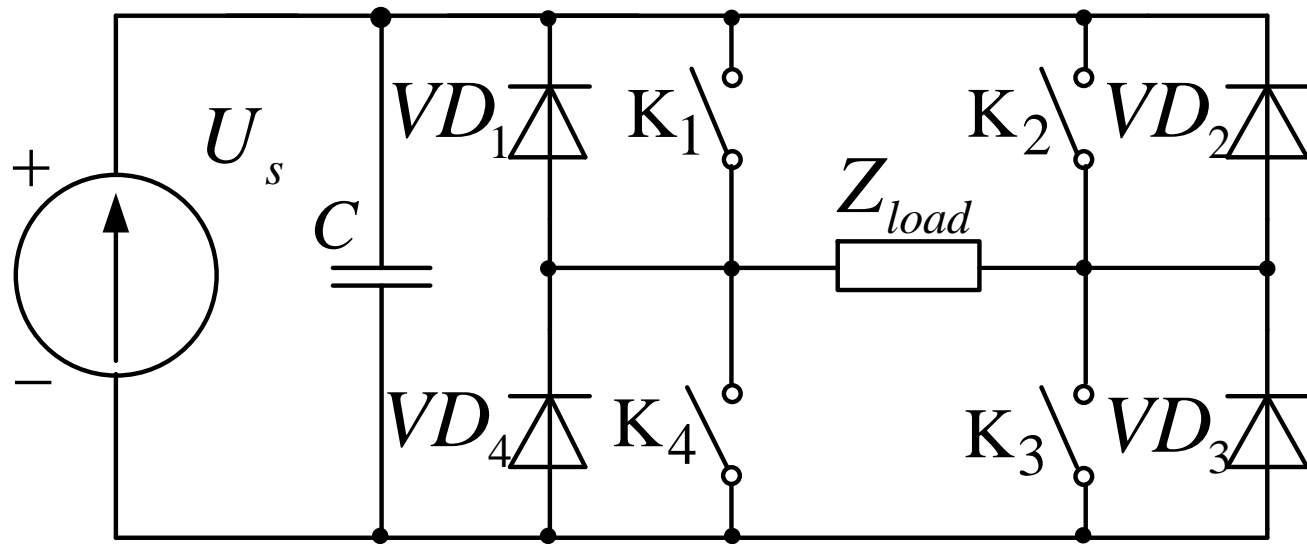 +
U_s
−
C
VD_1
K_1
K_2
VD_2
Z_load
VD_4
K_4
K_3
VD_3